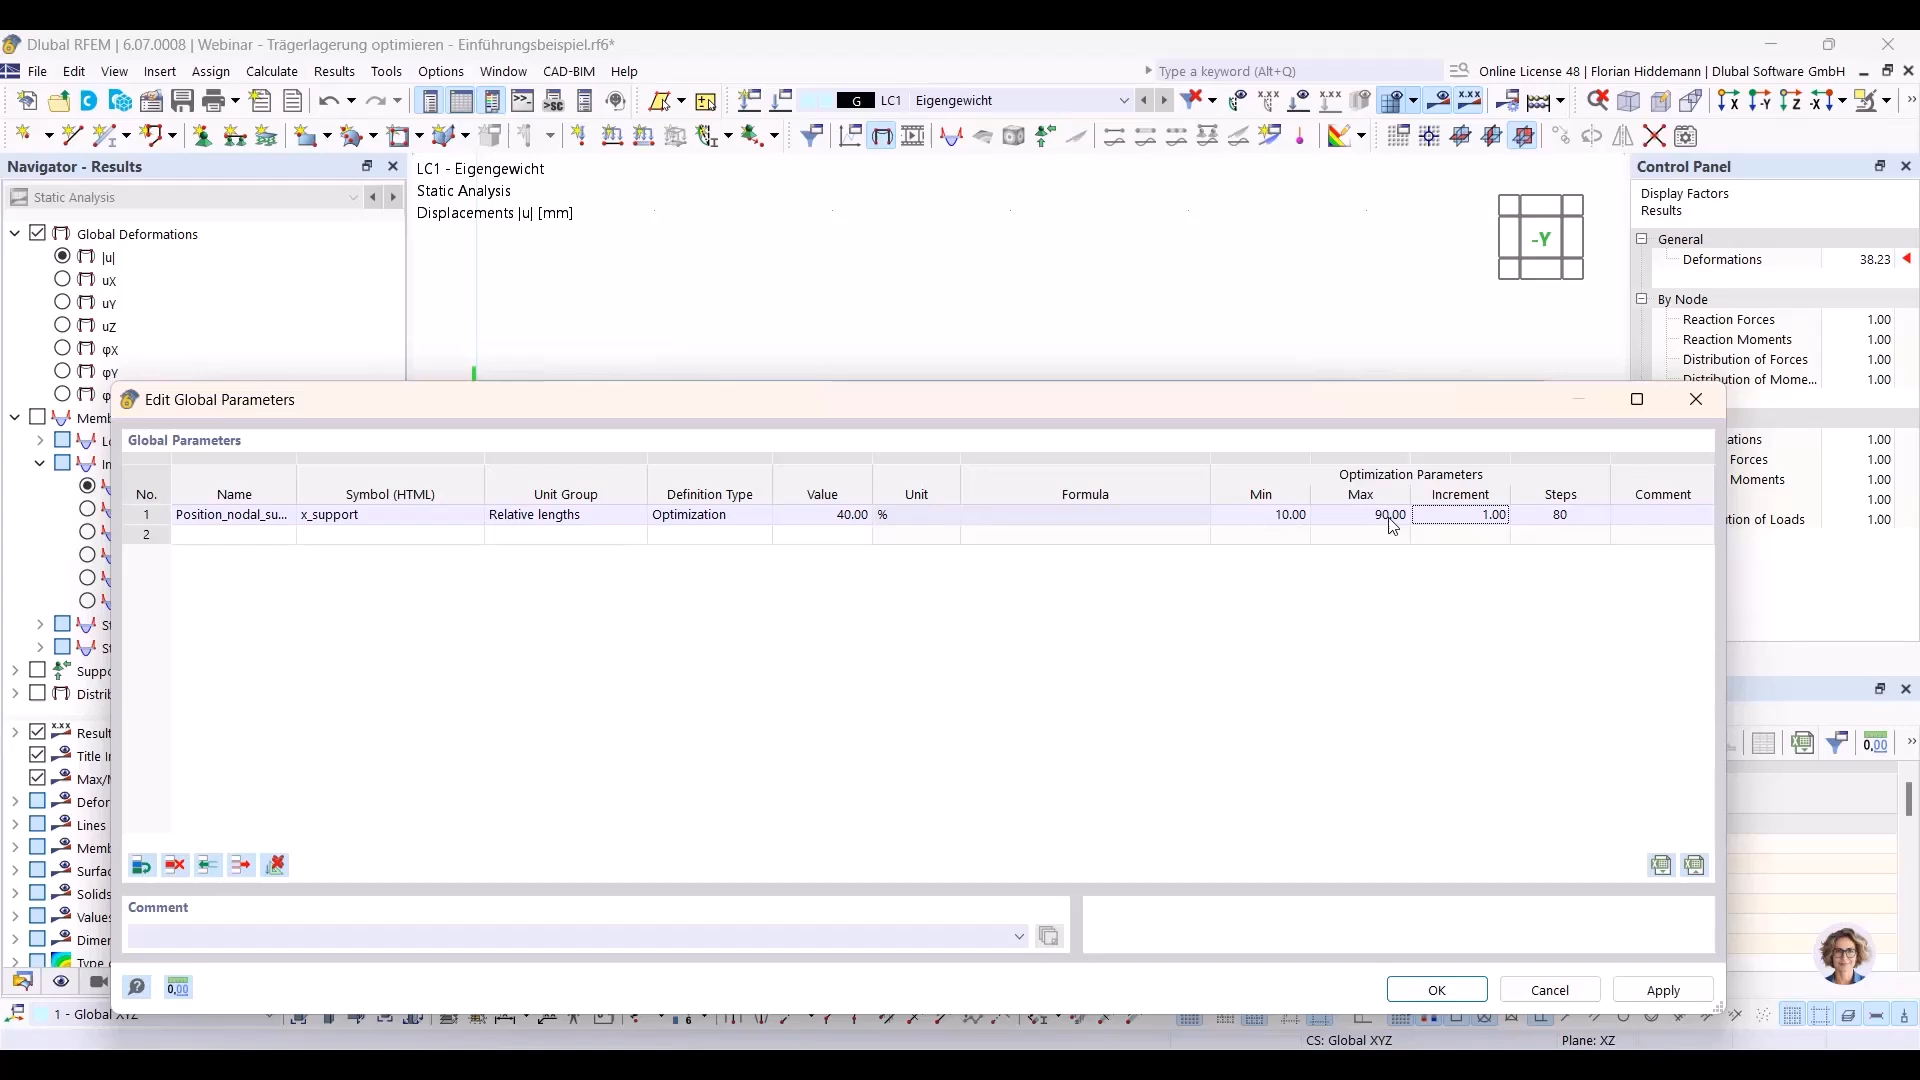 Dlubal RFEM | 6.07.0008 | Webinar - Trägerlagerung optimieren - Einführungsbeispiel.rf6*
File Edit View Insert Assign Calculate Results Tools Options Window CAD-BIM Help
Type a keyword (Alt+Q)
Online License 48 | Florian Hiddemann | Dlubal Software GmbH
G LC1 Eigengewicht
Navigator - Results
Static Analysis
Global Deformations
|u|
uX
uY
uZ
φX
φY
φ
Memb
In
Suppo
Distrib
Result
Title In
Max/M
Defor
Lines
Memb
Surfac
Solids
Values
Dimer
Type
1 - Global XYZ
LC1 - Eigengewicht
Static Analysis
Displacements |u| [mm]
-Y
Control Panel
Display Factors
Results
General
Deformations 38.23
By Node
Reaction Forces 1.00
Reaction Moments 1.00
Distribution of Forces 1.00
Distribution of Mome... 1.00
ations 1.00
Forces 1.00
Moments 1.00
1.00
tion of Loads 1.00
Edit Global Parameters
Global Parameters
Optimization Parameters
No. Name Symbol (HTML) Unit Group Definition Type Value Unit Formula Min Max Increment Steps Comment
1 Position_nodal_su... x_support Relative lengths Optimization 40.00 % 10.00 90.00 1.00 80
2
Comment
OK Cancel Apply
CS: Global XYZ
Plane: XZ